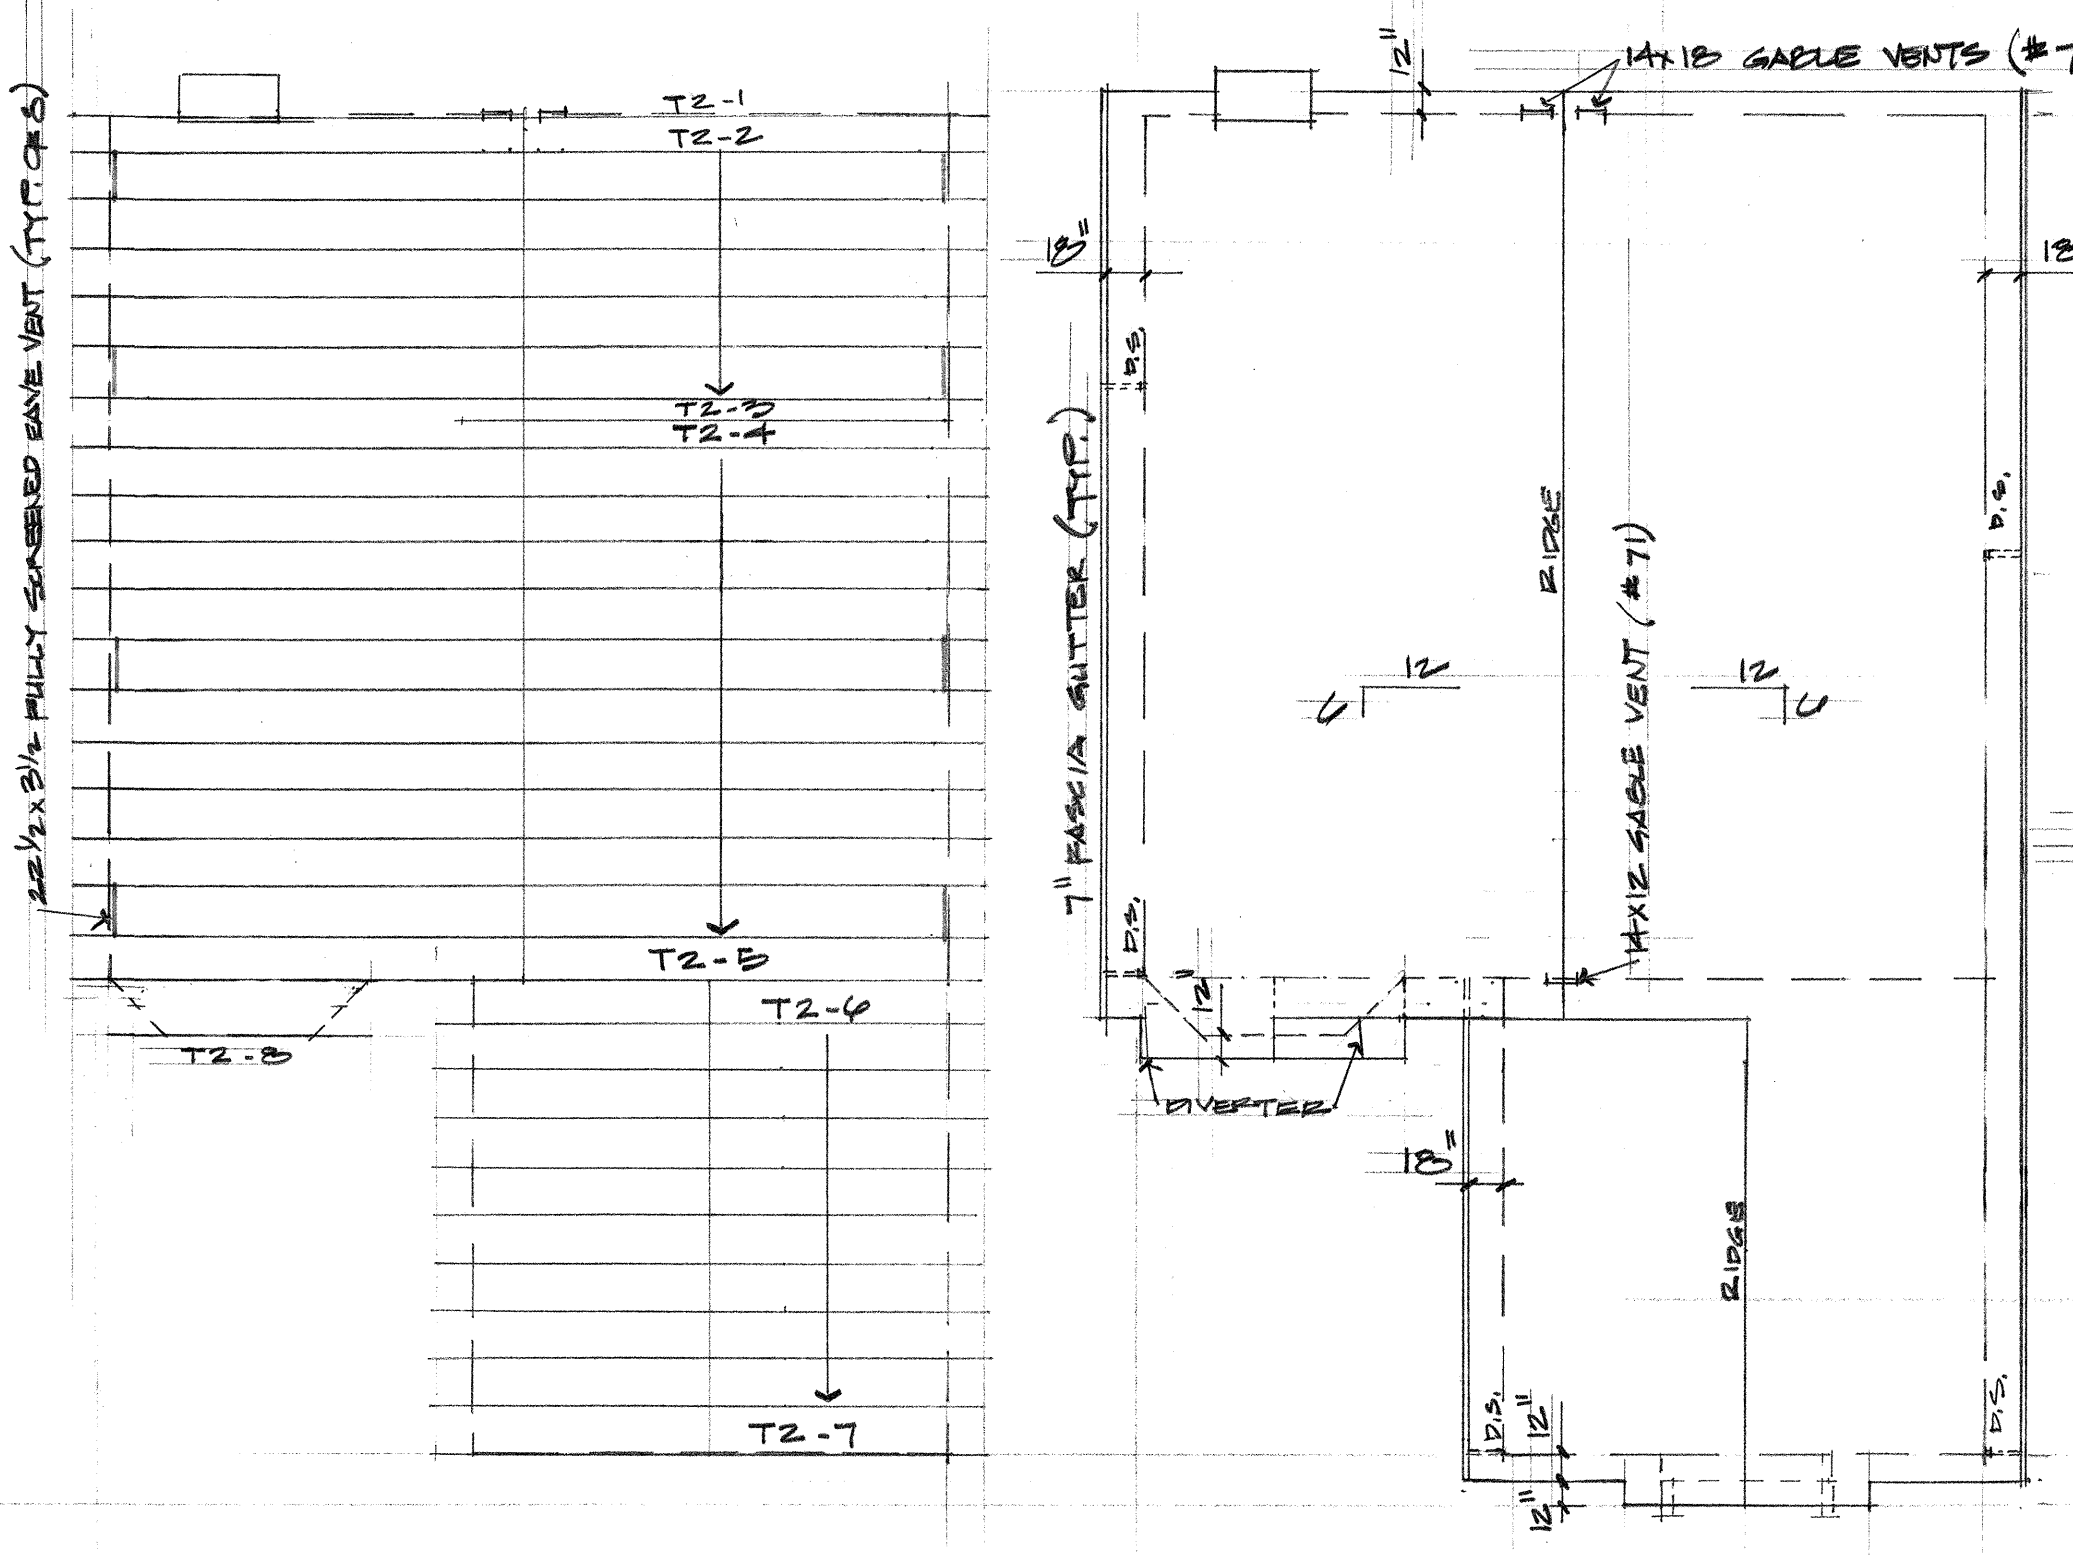 22 1/2 x 3 1/2 FULLY SCREENED EAVE VENT (TYP. OF 8)
T2-1
T2-2
T2-3
T2-4
T2-5
T2-6
T2-8
T2-7
12"
14x18 GABLE VENTS (#7
18"
18
D.S.
7" FASCIA GUTTER (TYP.)
RIDGE
D.S.
14x12 GABLE VENT (#71)
12
6
12
6
D.S.
12"
DIVERTER
18"
RIDGE
D.S.
12"
D.S.
12"